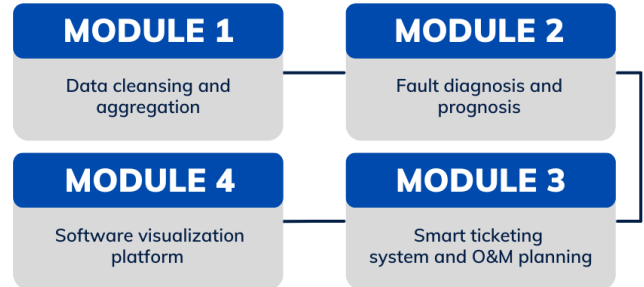 MODULE 1
Data cleansing and
aggregation
MODULE 2
Fault diagnosis and
prognosis
MODULE 4
Software visualization
platform
MODULE 3
Smart ticketing
system and O&M planning